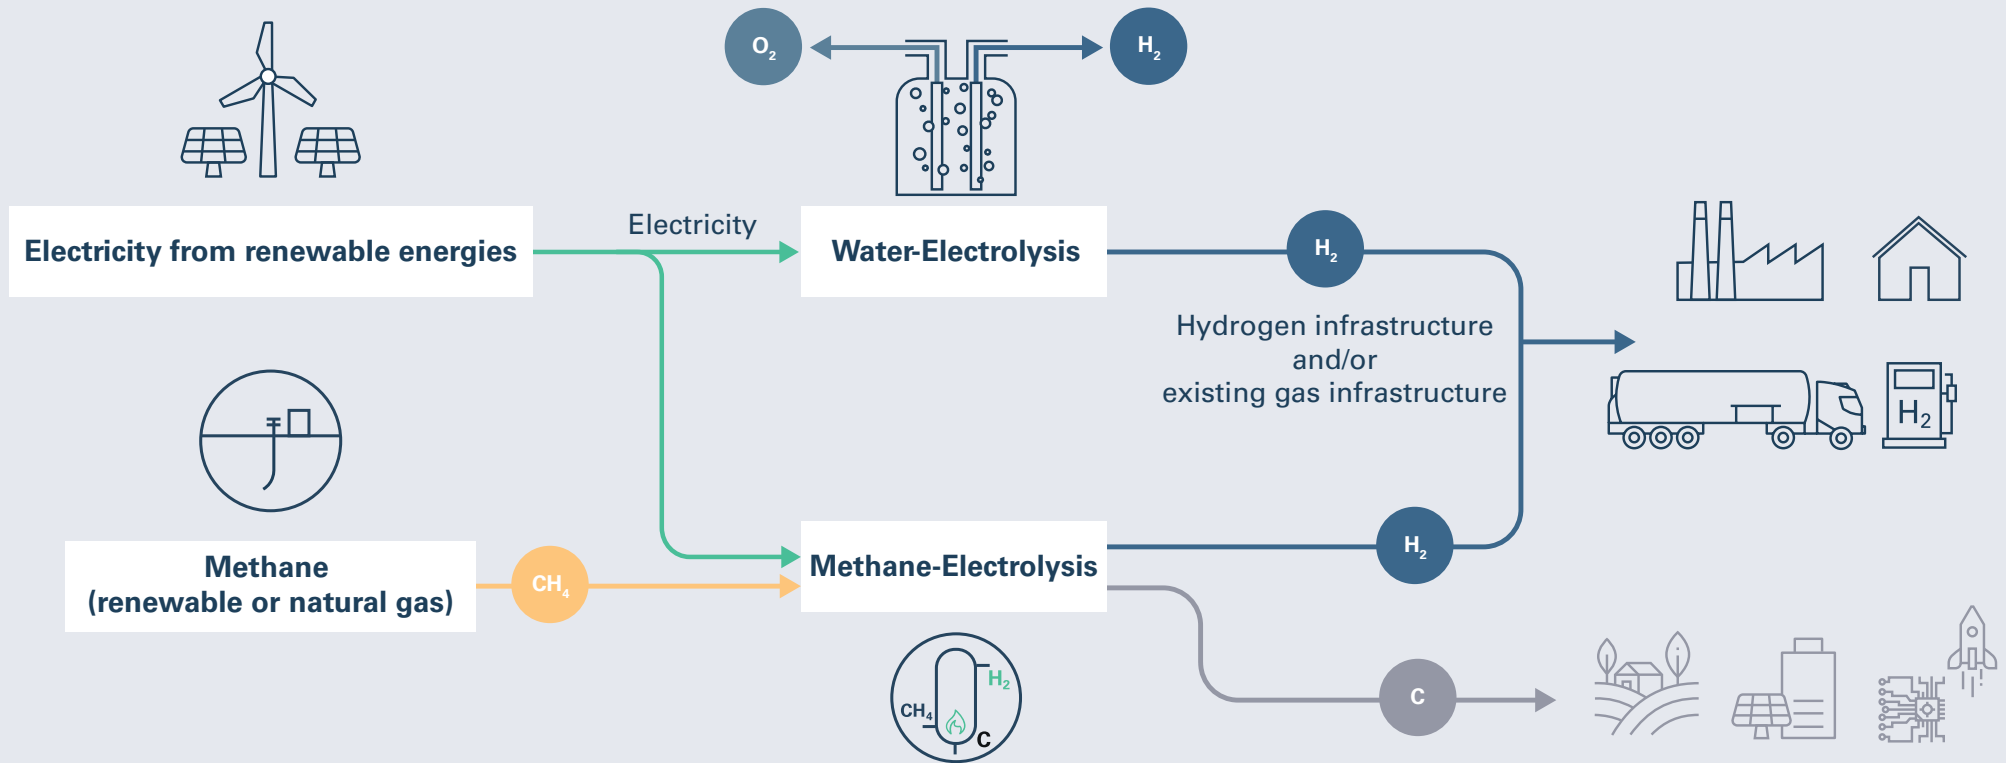 O₂
H₂
Electricity from renewable energies
Electricity
Water-Electrolysis
H₂
Hydrogen infrastructure
and/or
existing gas infrastructure
H₂
Methane
(renewable or natural gas)
CH₄
Methane-Electrolysis
H₂
H₂
CH₄
C
C